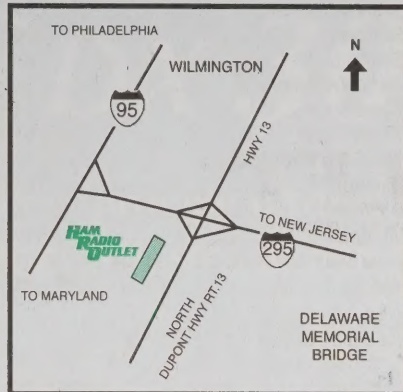 TO PHILADELPHIA
WILMINGTON
N
95
HWY 13
TO NEW JERSEY
295
HAM
RADIO
OUTLET
TO MARYLAND
NORTH
DUPONT HWY RT.13
DELAWARE
MEMORIAL
BRIDGE